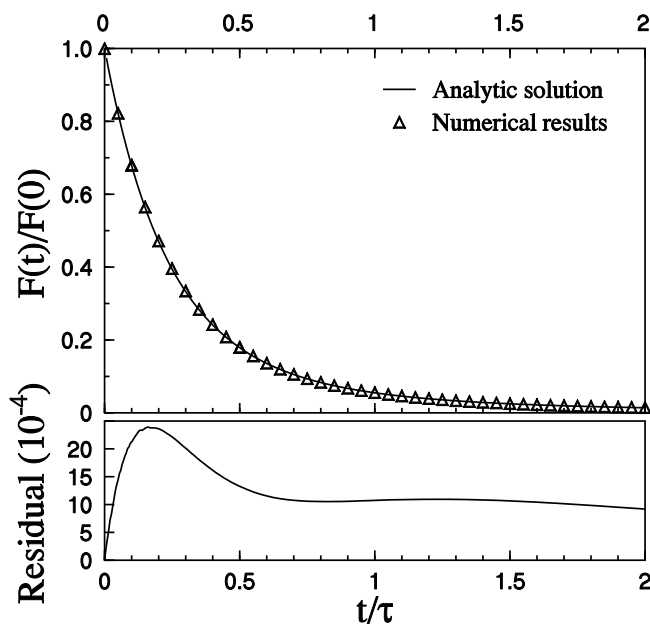 0 0.5 1 1.5 2
1.0
Analytic solution
Numerical results
0.8
0.6
0.4
0.2
0
F(t)/F(0)
25
20
15
10
5
0
Residual (10⁻⁴)
0 0.5 1 1.5 2
t/τ